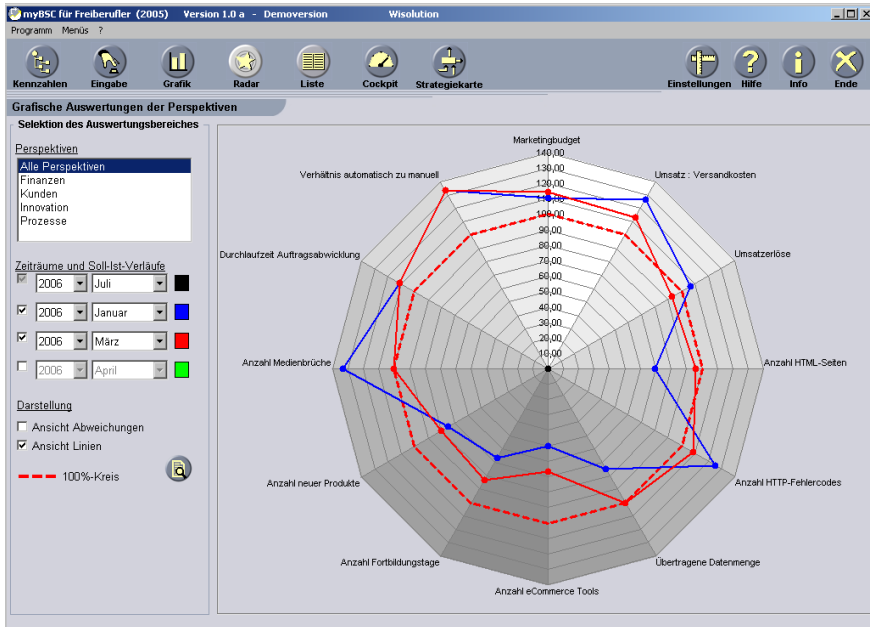 myBSC für Freiberufler (2005) Version 1.0 a - Demoversion Wisolution
Programm Menüs ?
Kennzahlen Eingabe Grafik Radar Liste Cockpit Strategiekarte Einstellungen Hilfe Info Ende
Grafische Auswertungen der Perspektiven
Selektion des Auswertungsbereiches
Perspektiven
Alle Perspektiven
Finanzen
Kunden
Innovation
Prozesse
Zeiträume und Soll-Ist-Verläufe
2006 Juli
2006 Januar
2006 März
2006 April
Darstellung
Ansicht Abweichungen
Ansicht Linien
100%-Kreis
Marketingbudget
140,00
130,00
120,00
110,00
100,00
90,00
80,00
70,00
60,00
50,00
40,00
30,00
20,00
10,00
Umsatz : Versandkosten
Umsatzerlöse
Anzahl HTML-Seiten
Anzahl HTTP-Fehlercodes
Übertragene Datenmenge
Anzahl eCommerce Tools
Anzahl Fortbildungstage
Anzahl neuer Produkte
Anzahl Medienbrüche
Durchlaufzeit Auftragsabwicklung
Verhältnis automatisch zu manuell